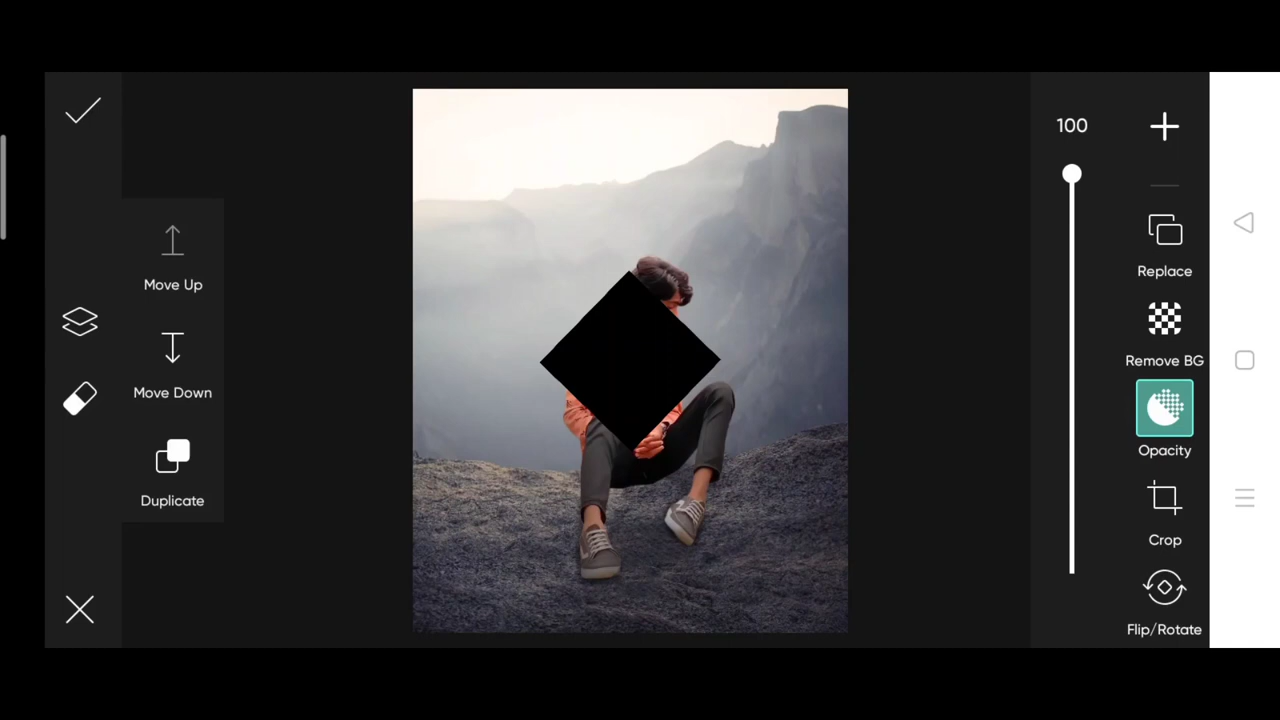 Move Up
Move Down
Duplicate
100
Replace
Remove BG
Opacity
Crop
Flip/Rotate